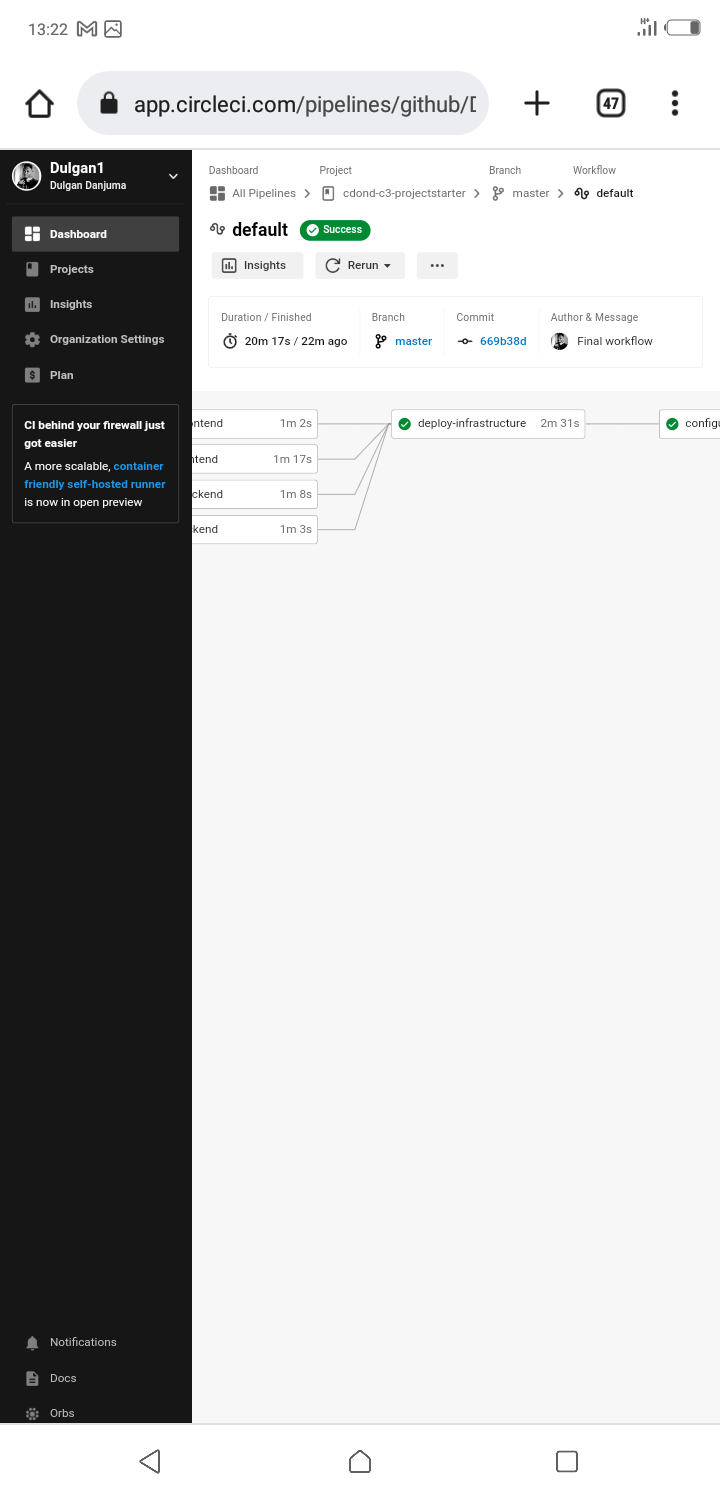 13:22
app.circleci.com/pipelines/github/D
47
Dulgan1
Dulgan Danjuma
Dashboard
Projects
Insights
Organization Settings
Plan
CI behind your firewall just
got easier
A more scalable, container
friendly self-hosted runner
is now in open preview
Notifications
Docs
Orbs
Dashboard Project Branch Workflow
All Pipelines cdond-c3-projectstarter master default
default Success
Insights Rerun
Duration / Finished Branch Commit Author & Message
20m 17s / 22m ago master 669b38d Final workflow
ontend 1m 2s deploy-infrastructure 2m 31s configu
ntend 1m 17s
ckend 1m 8s
kend 1m 3s